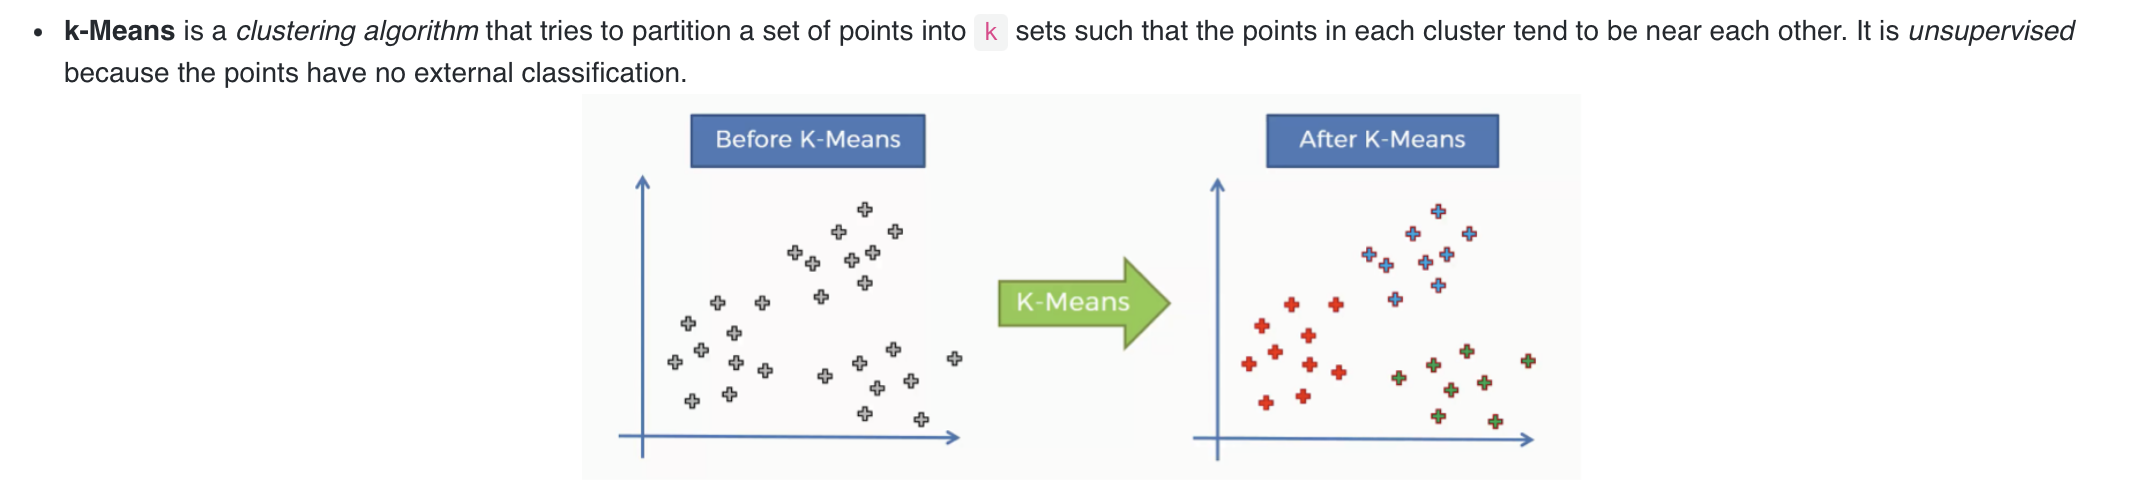 k-Means is a clustering algorithm that tries to partition a set of points into k sets such that the points in each cluster tend to be near each other. It is unsupervised
because the points have no external classification.
Before K-Means
After K-Means
K-Means